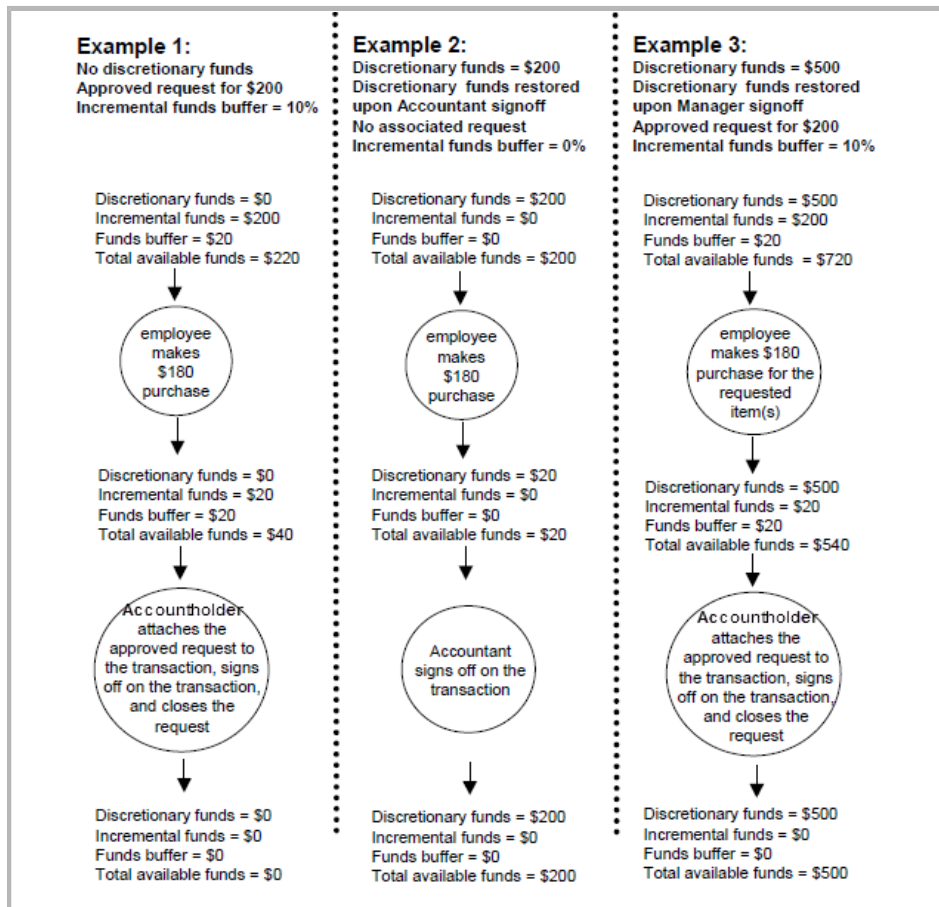 Example 1:
No discretionary funds
Approved request for $200
Incremental funds buffer = 10%
Discretionary funds = $0
Incremental funds = $200
Funds buffer = $20
Total available funds = $220
employee
makes
$180
purchase
Discretionary funds = $0
Incremental funds = $20
Funds buffer = $20
Total available funds = $40
Accountholder
attaches the
approved request to
the transaction, signs
off on the transaction,
and closes the
request
Discretionary funds = $0
Incremental funds = $0
Funds buffer = $0
Total available funds = $0
Example 2:
Discretionary funds = $200
Discretionary funds restored
upon Accountant signoff
No associated request
Incremental funds buffer = 0%
Discretionary funds = $200
Incremental funds = $0
Funds buffer = $0
Total available funds = $200
employee
makes
$180
purchase
Discretionary funds = $20
Incremental funds = $0
Funds buffer = $0
Total available funds = $20
Accountant
signs off on the
transaction
Discretionary funds = $200
Incremental funds = $0
Funds buffer = $0
Total available funds = $200
Example 3:
Discretionary funds = $500
Discretionary funds restored
upon Manager signoff
Approved request for $200
Incremental funds buffer = 10%
Discretionary funds = $500
Incremental funds = $200
Funds buffer = $20
Total available funds = $720
employee
makes $180
purchase for the
requested
item(s)
Discretionary funds = $500
Incremental funds = $20
Funds buffer = $20
Total available funds = $540
Accountholder
attaches the
approved request to
the transaction, signs
off on the transaction,
and closes the
request
Discretionary funds = $500
Incremental funds = $0
Funds buffer = $0
Total available funds = $500